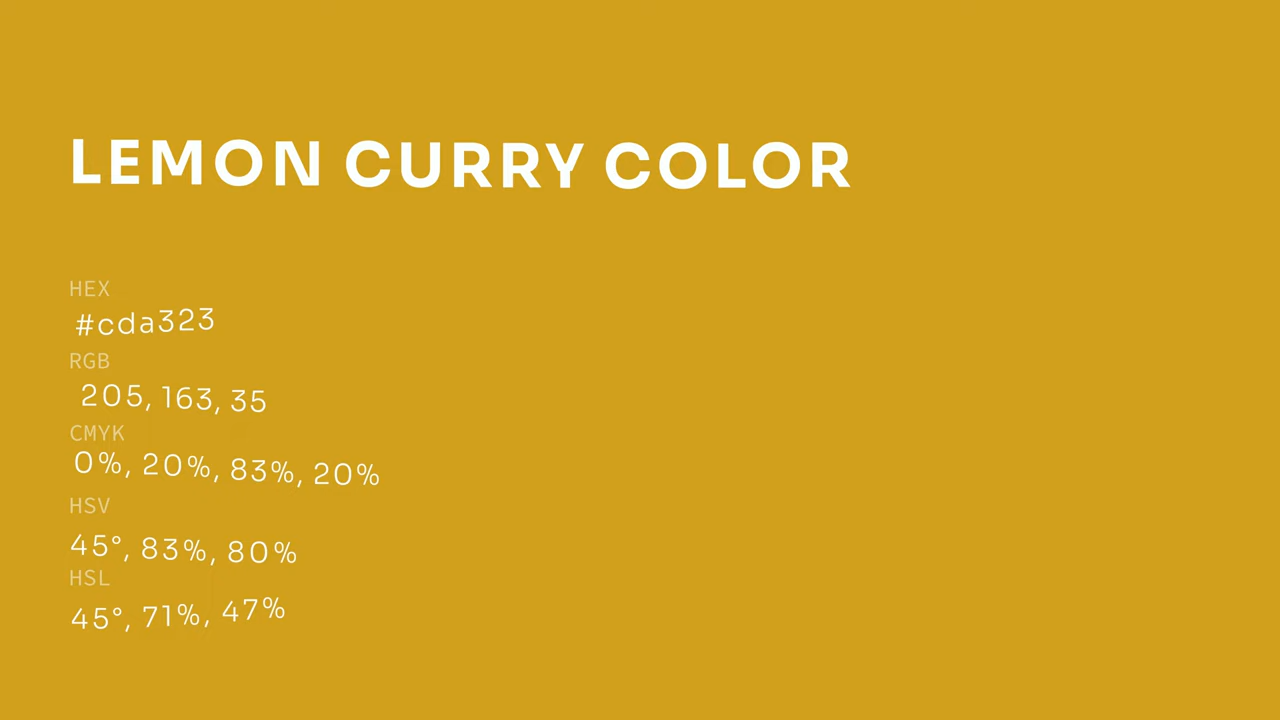 LEMON CURRY COLOR
HEX
#cda323
RGB
205, 163, 35
CMYK
0%, 20%, 83%, 20%
HSV
45°, 83%, 80%
HSL
45°, 71%, 47%